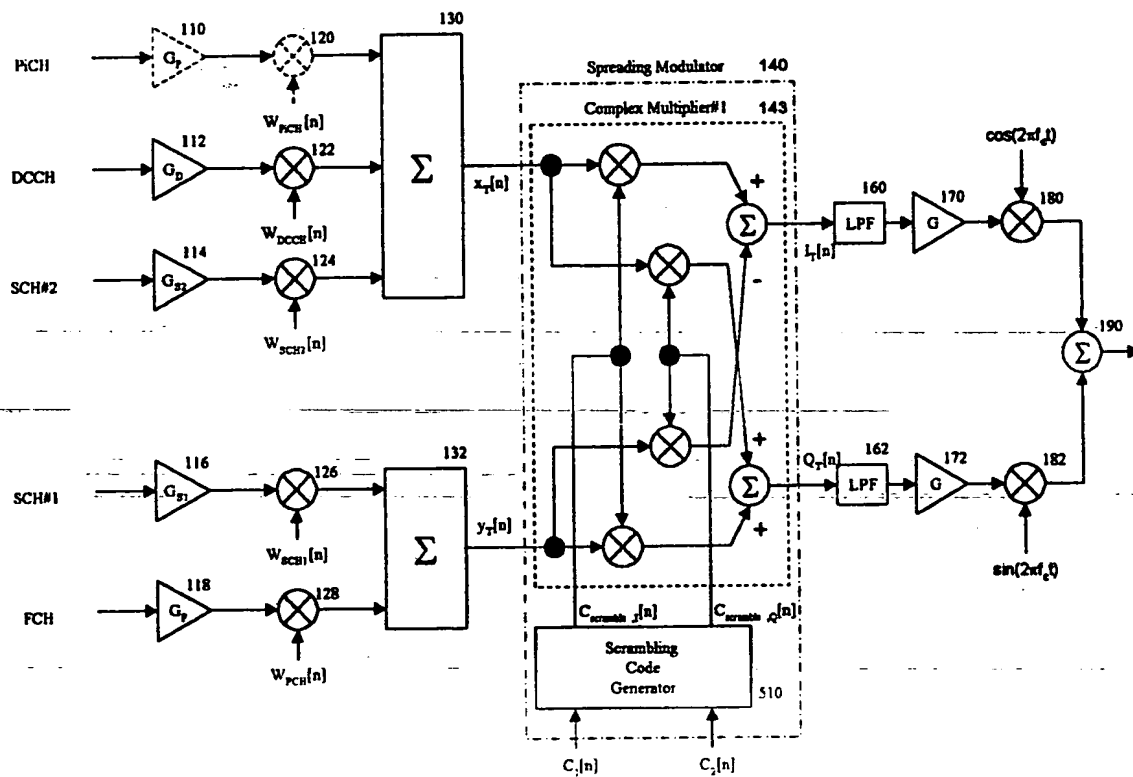 PiCH
110
G_P
120
W_PiCH[n]
DCCH
112
G_D
122
W_DCCH[n]
SCH#2
114
G_S2
124
W_SCH2[n]
130
Σ
x_T[n]
SCH#1
116
G_S1
126
W_SCH1[n]
FCH
118
G_F
128
W_FCH[n]
132
Σ
y_T[n]
Spreading Modulator 140
Complex Multiplier#1 143
+
Σ
-
+
Σ
+
C_scramble,I[n]
C_scramble,Q[n]
Scrambling
Code
Generator
510
C_1[n]
C_2[n]
I_T[n]
160
LPF
170
G
cos(2πf_ct)
180
Q_T[n]
162
LPF
172
G
182
sin(2πf_ct)
190
Σ